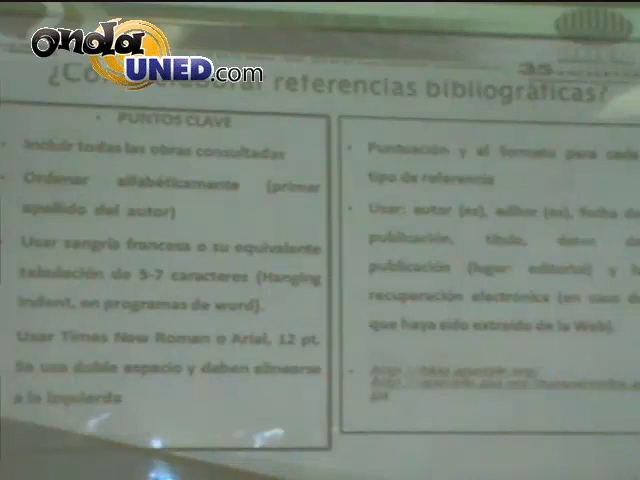 onda
UNED.com
35
referencias bibliográficas?
PUNTOS CLAVE
Incluir todas las obras consultadas
Ordenar alfabéticamente (primer
apellido del autor)
Usar sangría francesa o su equivalente
tabulación de 5-7 caracteres (Hanging
Indent, en programas de word).
Usar Times New Roman o Arial, 12 pt.
Se usa doble espacio y deben alinearse
a la izquierda
Puntuación y el formato para cada
tipo de referencia
Usar: autor (es), editor (es), fecha de
publicación, título, datos de
publicación (lugar editorial) y
recuperación electrónica (en caso de
que haya sido extraído de la Web).